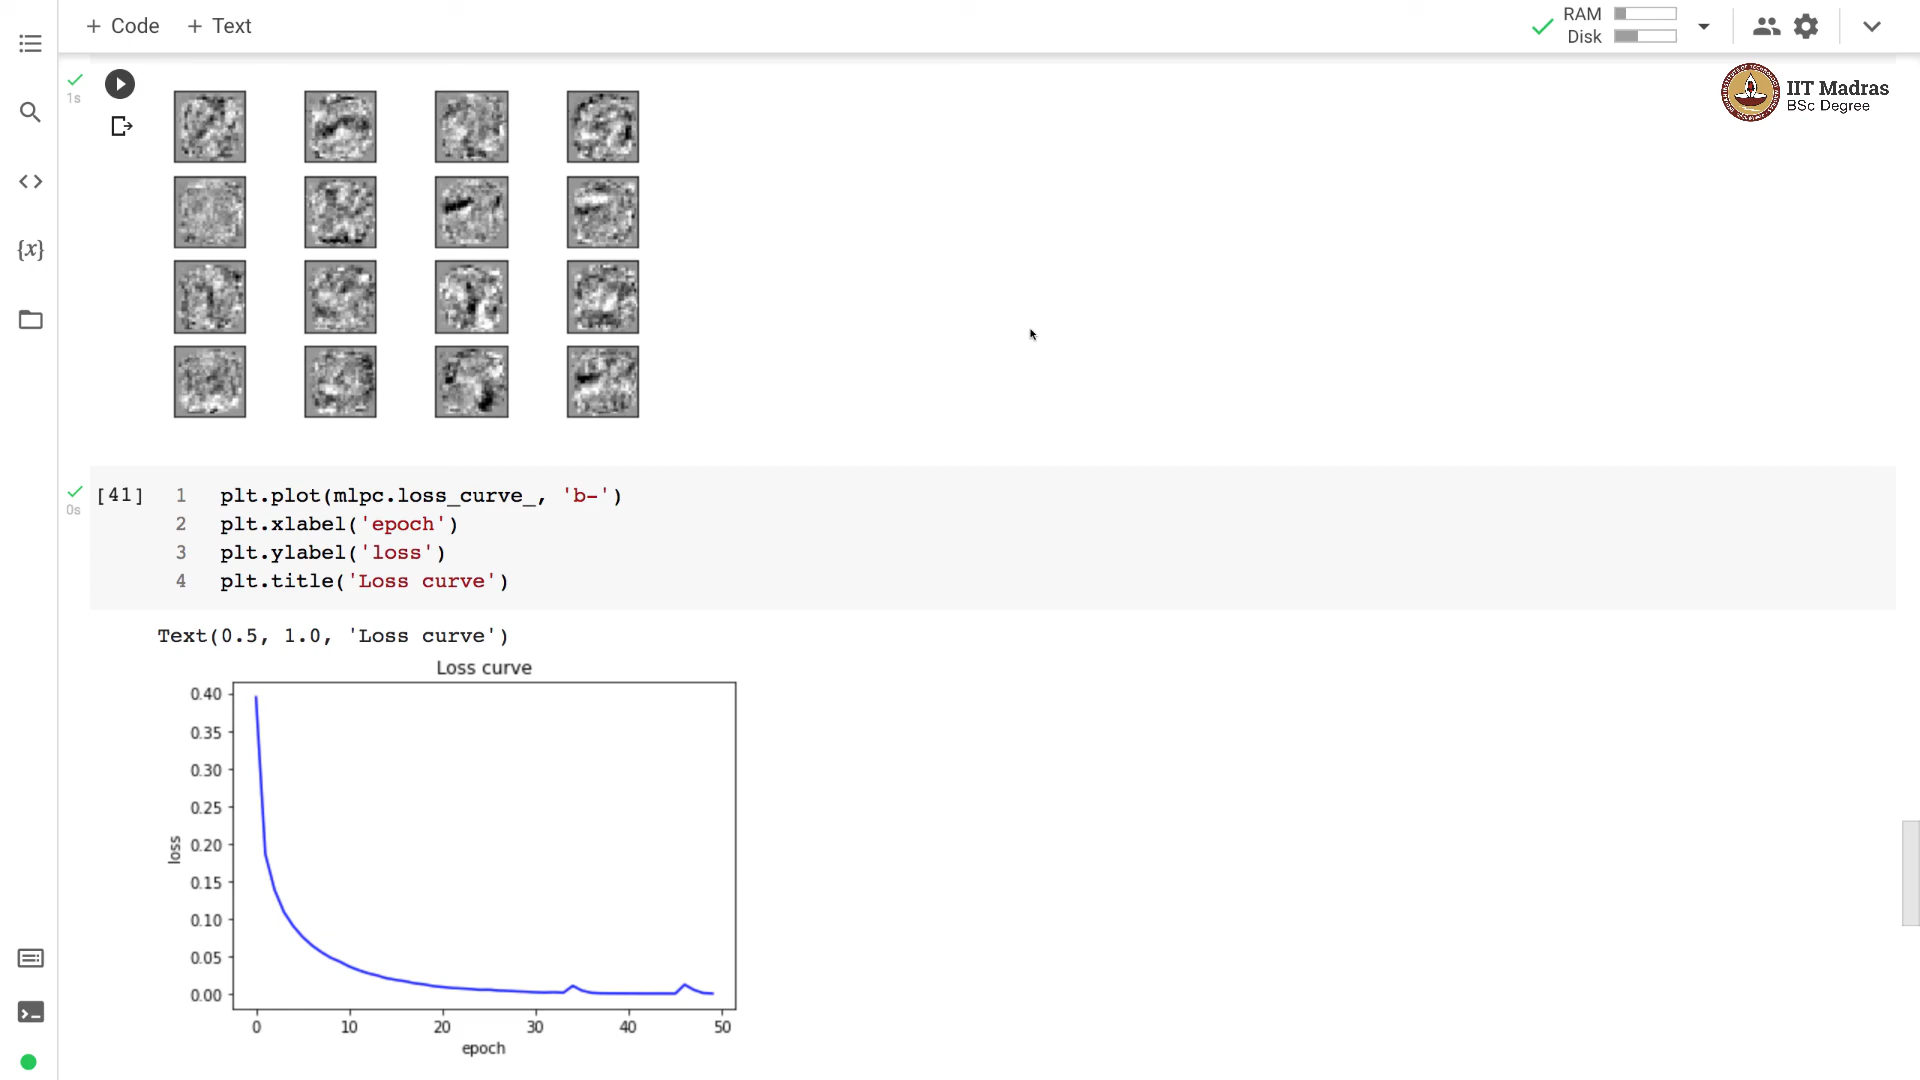 + Code + Text
RAM
Disk
IIT Madras
BSc Degree
1s
{x}
[41]
0s
1 plt.plot(mlpc.loss_curve_, 'b-')
2 plt.xlabel('epoch')
3 plt.ylabel('loss')
4 plt.title('Loss curve')
Text(0.5, 1.0, 'Loss curve')
Loss curve
0.40
0.35
0.30
0.25
0.20
0.15
0.10
0.05
0.00
loss
0 10 20 30 40 50
epoch